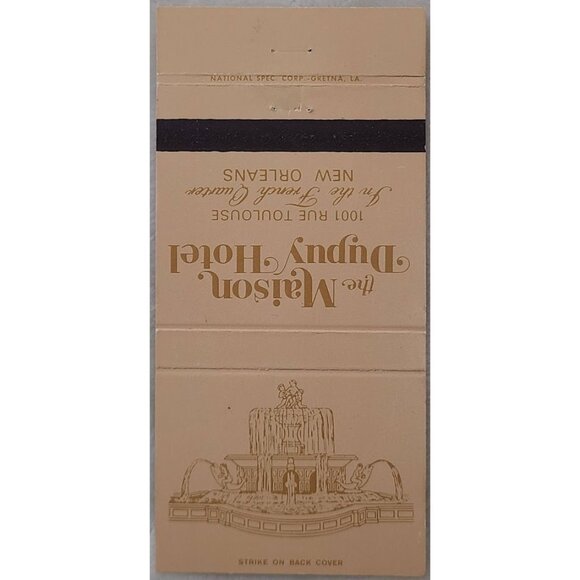 NATIONAL SPEC. CORP.-GRETNA, LA.
the Maison
Dupuy Hotel
1001 RUE TOULOUSE
In the French Quarter
NEW ORLEANS
STRIKE ON BACK COVER